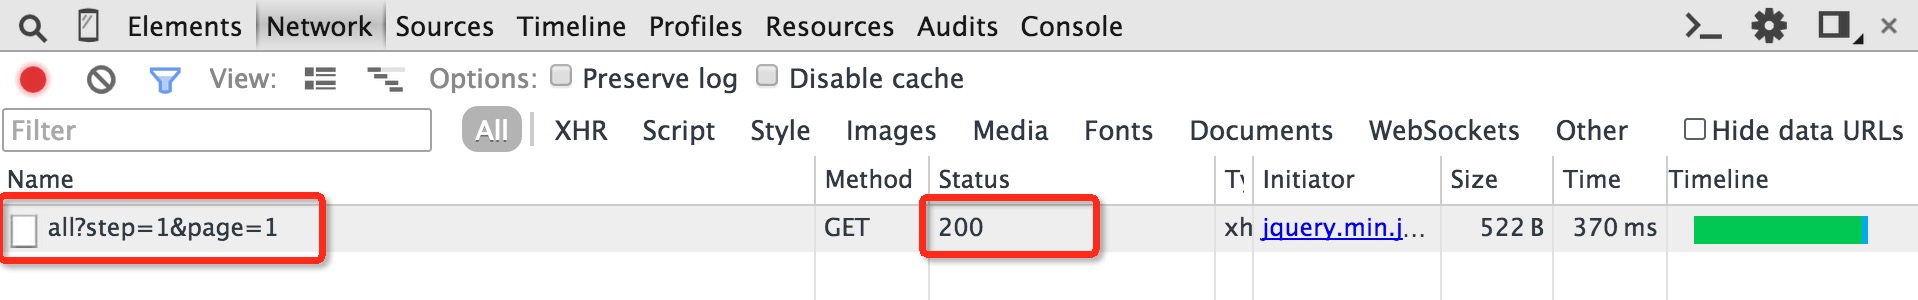 Elements Network Sources Timeline Profiles Resources Audits Console
View: Options: Preserve log Disable cache
Filter All XHR Script Style Images Media Fonts Documents WebSockets Other Hide data URLs
Name Method Status Ty Initiator Size Time Timeline
all?step=1&page=1 GET 200 xh jquery.min.j... 522 B 370 ms